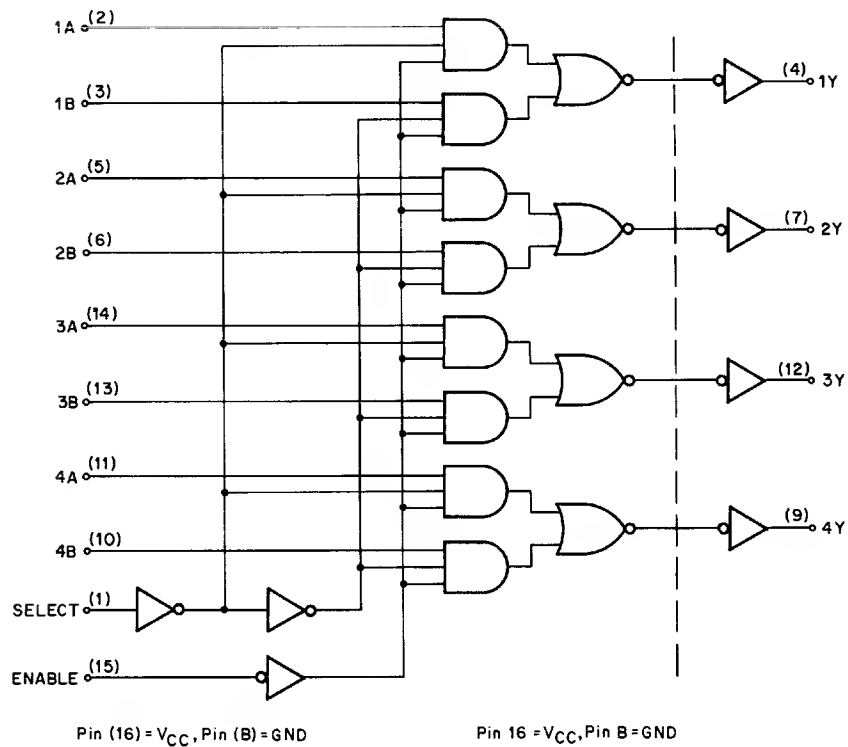 1A (2)
(4) 1Y
1B (3)
2A (5)
(7) 2Y
2B (6)
3A (14)
(12) 3Y
3B (13)
4A (11)
(9) 4Y
4B (10)
SELECT (1)
ENABLE (15)
Pin (16) = VCC, Pin (B) = GND
Pin 16 = VCC, Pin B = GND